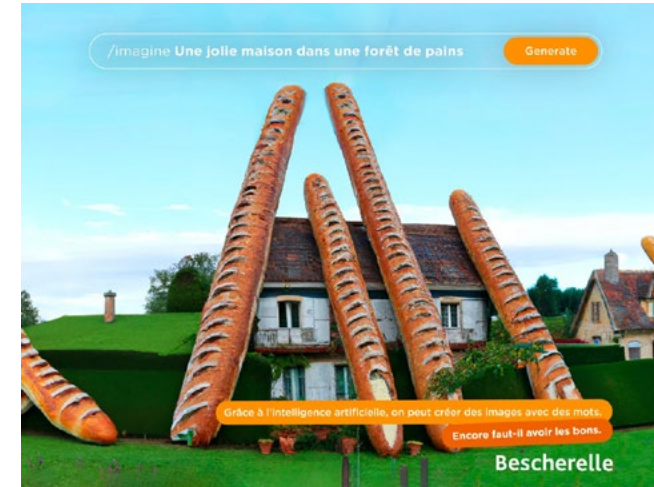 /imagine Une jolie maison dans une forêt de pains
Generate
Grâce à l'intelligence artificielle, on peut créer des images avec des mots.
Encore faut-il avoir les bons.
Bescherelle